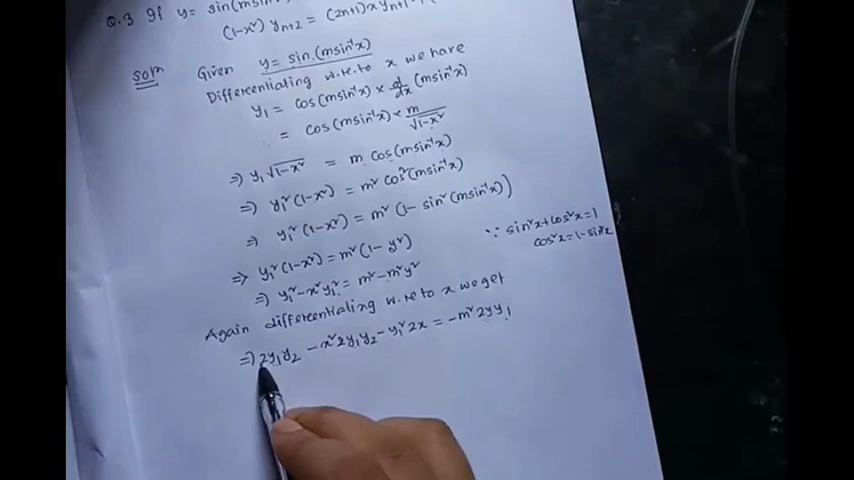 Q.3 If y = sin(msin
(1-x²) yₙ₊₂ = (2n+1)x yₙ₊₁
Solⁿ Given y = sin (msin⁻¹x)
Differentiating w.r.to x we have
y₁ = cos(msin⁻¹x) × d/dx (msin⁻¹x)
= cos(msin⁻¹x) × m/√1-x²
⇒ y₁√1-x² = m cos(msin⁻¹x)
⇒ y₁²(1-x²) = m² cos²(msin⁻¹x)
⇒ y₁²(1-x²) = m² (1- sin²(msin⁻¹x))
⇒ y₁²(1-x²) = m²(1-y²)
∵ sin²x+cos²x=1
cos²x=1-sin²x
⇒ y₁²-x²y₁² = m²-m²y²
Again differentiating w.r.to x we get
⇒ 2y₁y₂ - x²2y₁y₂ - y₁²2x = -m²2yy₁